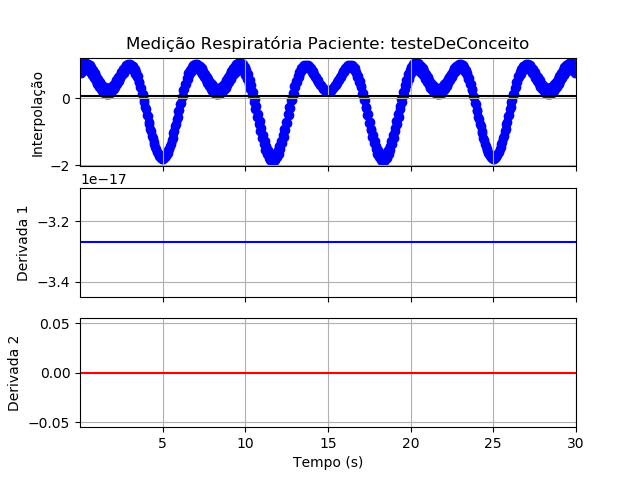 Medição Respiratória Paciente: testeDeConceito
Interpolação
0
−2
1e−17
Derivada 1
−3.2
−3.4
Derivada 2
0.05
0.00
−0.05
5
10
15
20
25
30
Tempo (s)